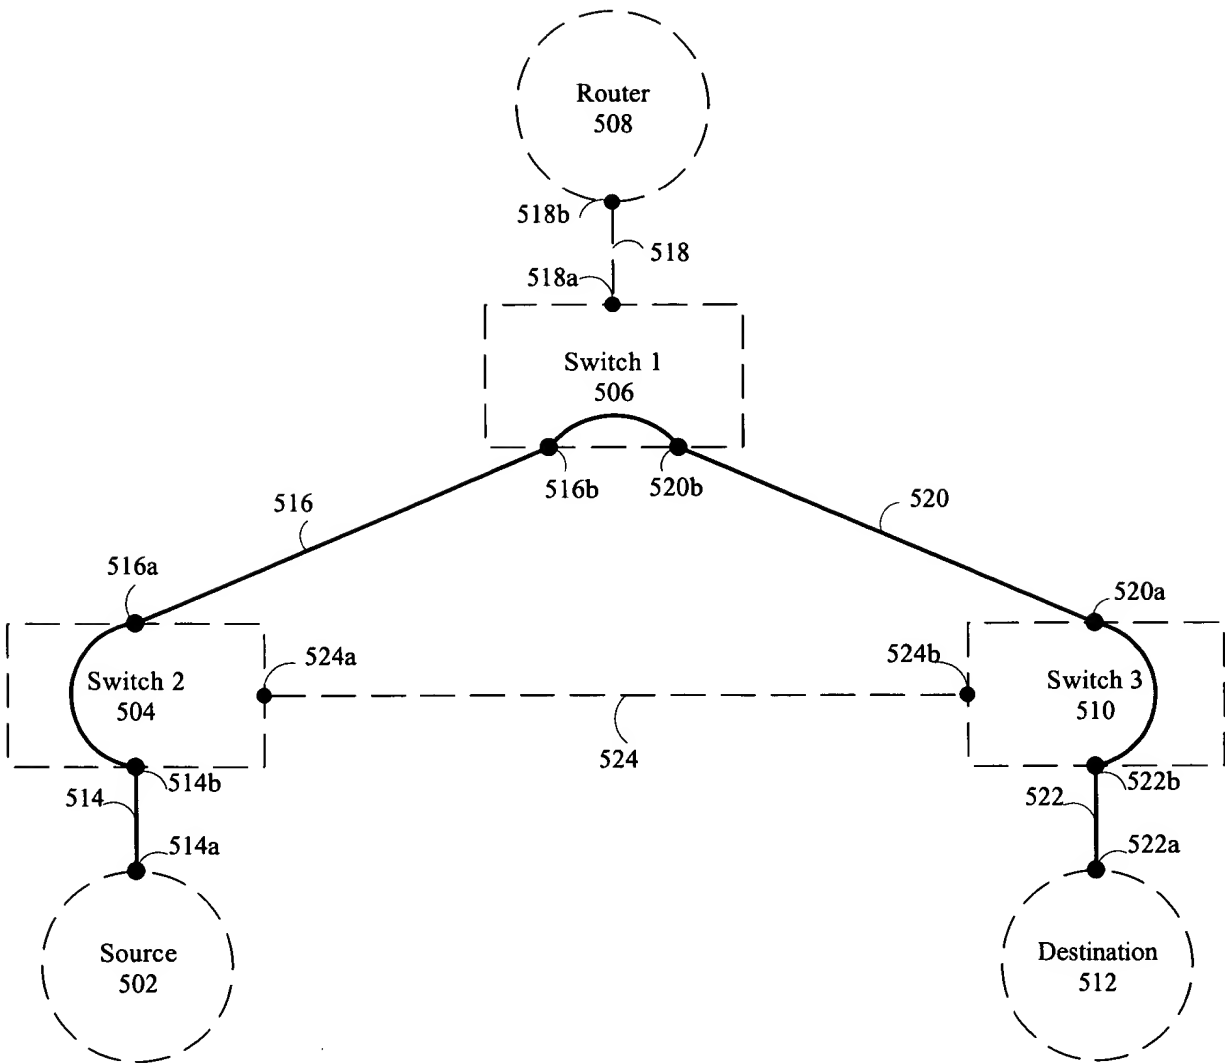 Router
508
518b
518
518a
Switch 1
506
516b
520b
516
520
516a
520a
524a
524b
Switch 2
504
Switch 3
510
524
514b
522b
514
522
514a
522a
Source
502
Destination
512